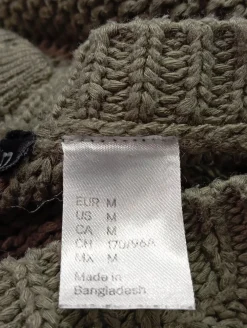 EUR M
US M
CA M
CN 170/96A
MX M
Made in
Bangladesh